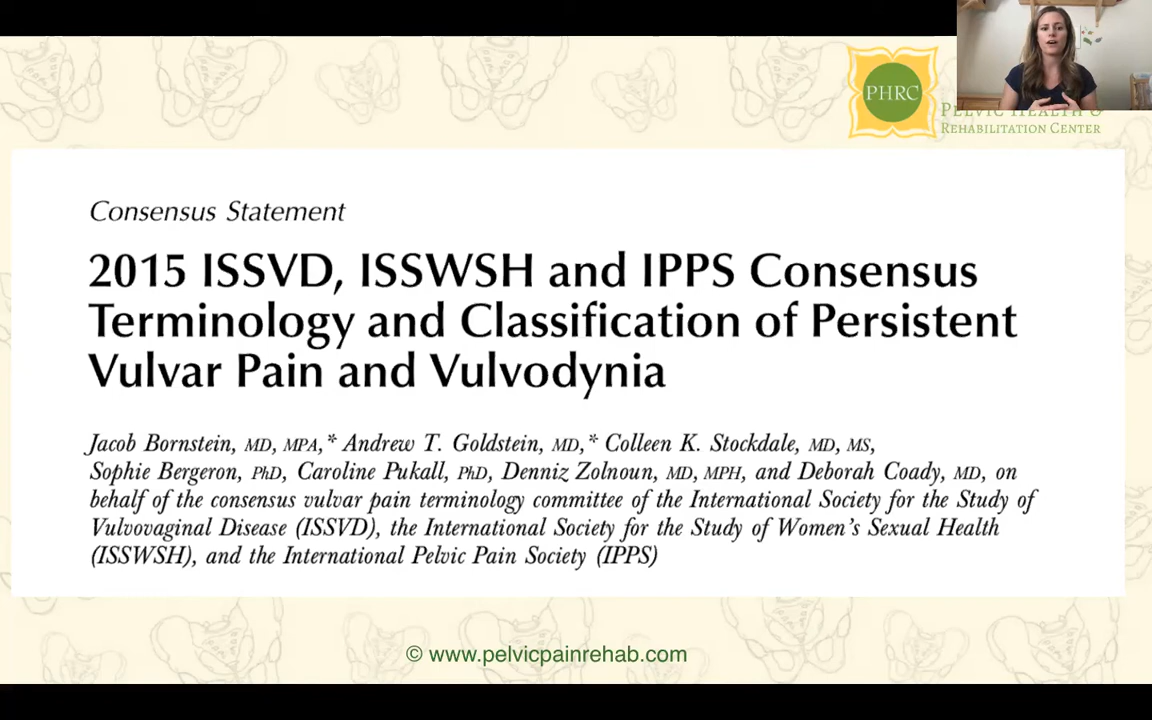 PHRC
PELVIC HEALTH &
REHABILITATION CENTER
Consensus Statement
2015 ISSVD, ISSWSH and IPPS Consensus
Terminology and Classification of Persistent
Vulvar Pain and Vulvodynia
Jacob Bornstein, MD, MPA,* Andrew T. Goldstein, MD,* Colleen K. Stockdale, MD, MS,
Sophie Bergeron, PhD, Caroline Pukall, PhD, Denniz Zolnoun, MD, MPH, and Deborah Coady, MD, on
behalf of the consensus vulvar pain terminology committee of the International Society for the Study of
Vulvovaginal Disease (ISSVD), the International Society for the Study of Women's Sexual Health
(ISSWSH), and the International Pelvic Pain Society (IPPS)
© www.pelvicpainrehab.com